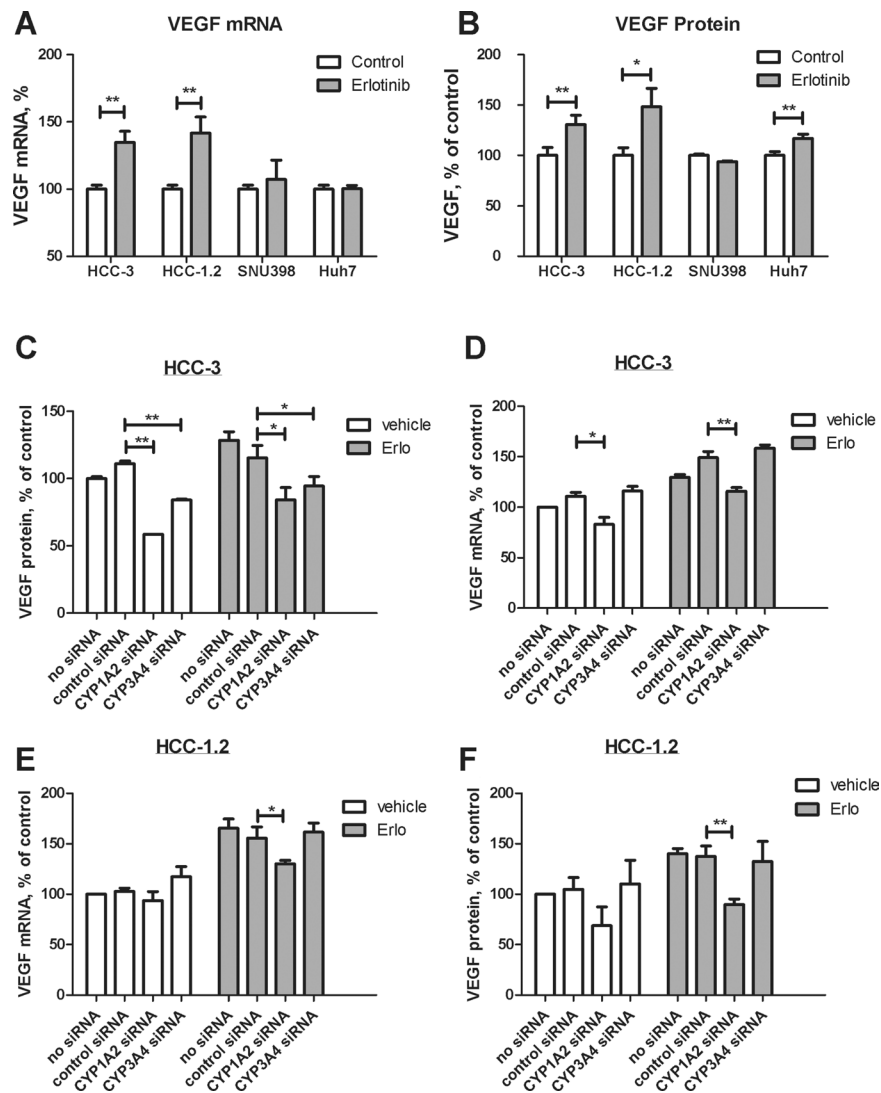 A
VEGF mRNA
VEGF mRNA, %
200
150
100
50
Control
Erlotinib
**
**
HCC-3 HCC-1.2 SNU398 Huh7
B
VEGF Protein
VEGF, % of control
200
150
100
50
0
Control
Erlotinib
**
*
**
HCC-3 HCC-1.2 SNU398 Huh7
C
HCC-3
VEGF protein, % of control
150
100
50
0
vehicle
Erlo
**
**
*
*
no siRNA
control siRNA
CYP1A2 siRNA
CYP3A4 siRNA
no siRNA
control siRNA
CYP1A2 siRNA
CYP3A4 siRNA
D
HCC-3
VEGF mRNA, % of control
200
150
100
50
0
vehicle
Erlo
*
**
no siRNA
control siRNA
CYP1A2 siRNA
CYP3A4 siRNA
no siRNA
control siRNA
CYP1A2 siRNA
CYP3A4 siRNA
E
HCC-1.2
VEGF mRNA, % of control
200
150
100
50
0
vehicle
Erlo
*
no siRNA
control siRNA
CYP1A2 siRNA
CYP3A4 siRNA
no siRNA
control siRNA
CYP1A2 siRNA
CYP3A4 siRNA
F
HCC-1.2
VEGF protein, % of control
200
150
100
50
0
vehicle
Erlo
**
no siRNA
control siRNA
CYP1A2 siRNA
CYP3A4 siRNA
no siRNA
control siRNA
CYP1A2 siRNA
CYP3A4 siRNA